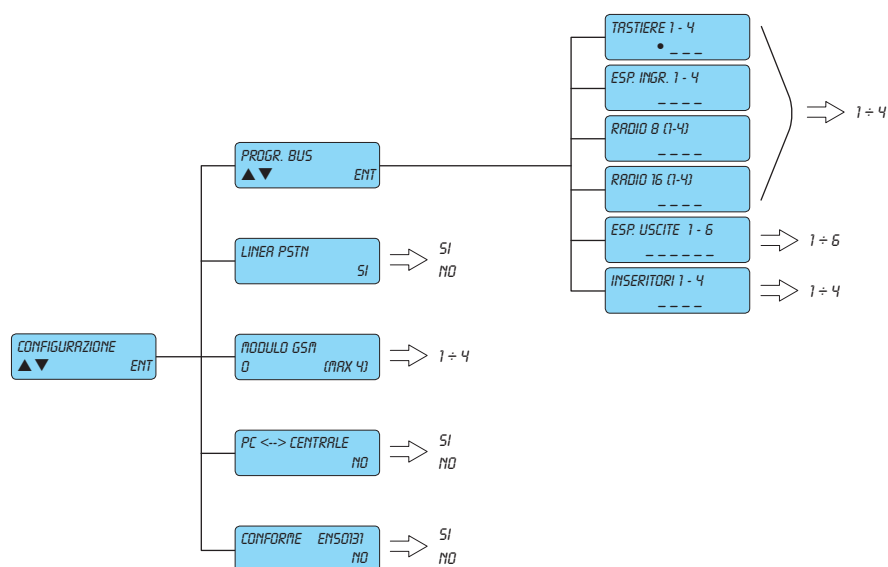 TASTIERE 1 - 4
• _ _ _
ESP. INGR. 1 - 4
_ _ _ _
RADIO 8 (1-4)
_ _ _ _
RADIO 16 (1-4)
_ _ _ _
1 ÷ 4
ESP. USCITE 1 - 6
_ _ _ _ _ _
1 ÷ 6
INSERITORI 1 - 4
_ _ _ _
1 ÷ 4
PROGR. BUS
▲ ▼ ENT
LINEA PSTN
SI
SI
NO
CONFIGURAZIONE
▲ ▼ ENT
MODULO GSM
0 (MAX 4)
1 ÷ 4
PC <--> CENTRALE
NO
SI
NO
CONFORME EN50131
NO
SI
NO